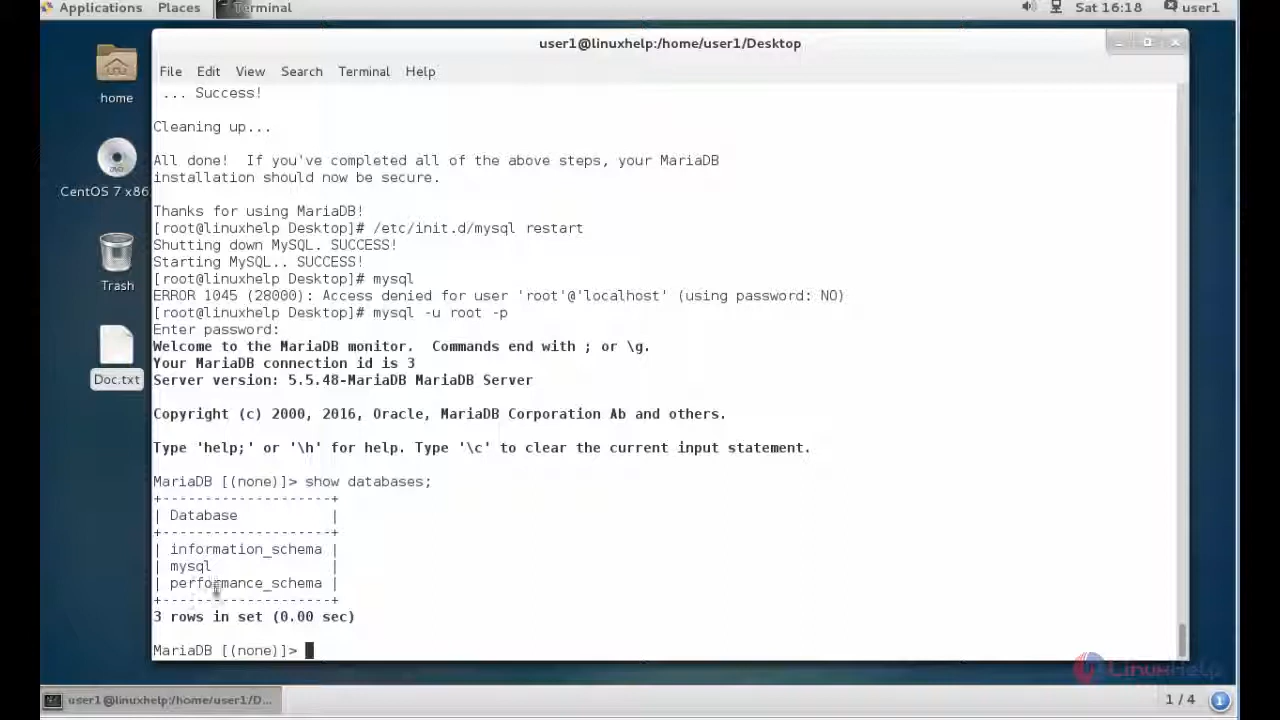 Applications Places Terminal Sat 16:18 user1
user1@linuxhelp:/home/user1/Desktop
File Edit View Search Terminal Help
home
DVD
CentOS 7 x86
Trash
Doc.txt
... Success!
Cleaning up...
All done!  If you've completed all of the above steps, your MariaDB
installation should now be secure.
Thanks for using MariaDB!
[root@linuxhelp Desktop]# /etc/init.d/mysql restart
Shutting down MySQL. SUCCESS!
Starting MySQL.. SUCCESS!
[root@linuxhelp Desktop]# mysql
ERROR 1045 (28000): Access denied for user 'root'@'localhost' (using password: NO)
[root@linuxhelp Desktop]# mysql -u root -p
Enter password:
Welcome to the MariaDB monitor.  Commands end with ; or \g.
Your MariaDB connection id is 3
Server version: 5.5.48-MariaDB MariaDB Server
Copyright (c) 2000, 2016, Oracle, MariaDB Corporation Ab and others.
Type 'help;' or '\h' for help. Type '\c' to clear the current input statement.
MariaDB [(none)]> show databases;
+--------------------+
| Database           |
+--------------------+
| information_schema |
| mysql              |
| performance_schema |
+--------------------+
3 rows in set (0.00 sec)
MariaDB [(none)]>
LinuxHelp
user1@linuxhelp:/home/user1/D... 1 / 4 1